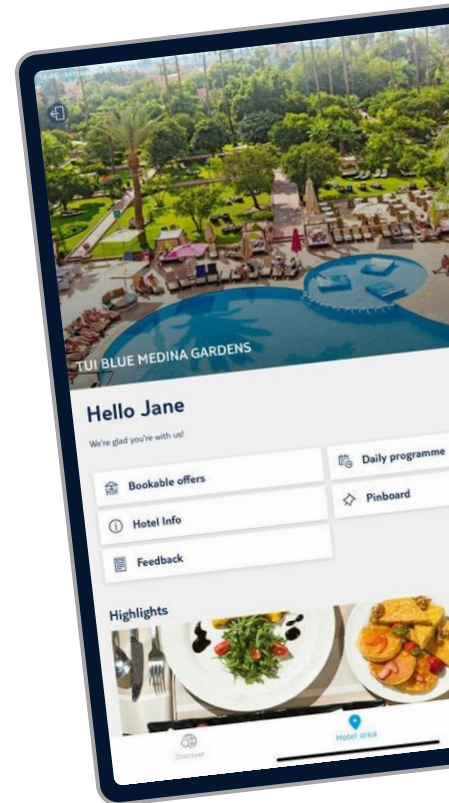 TUI BLUE MEDINA GARDENS
Hello Jane
We're glad you're with us!
Bookable offers
Daily programme
Hotel Info
Pinboard
Feedback
Highlights
Discover
Hotel area